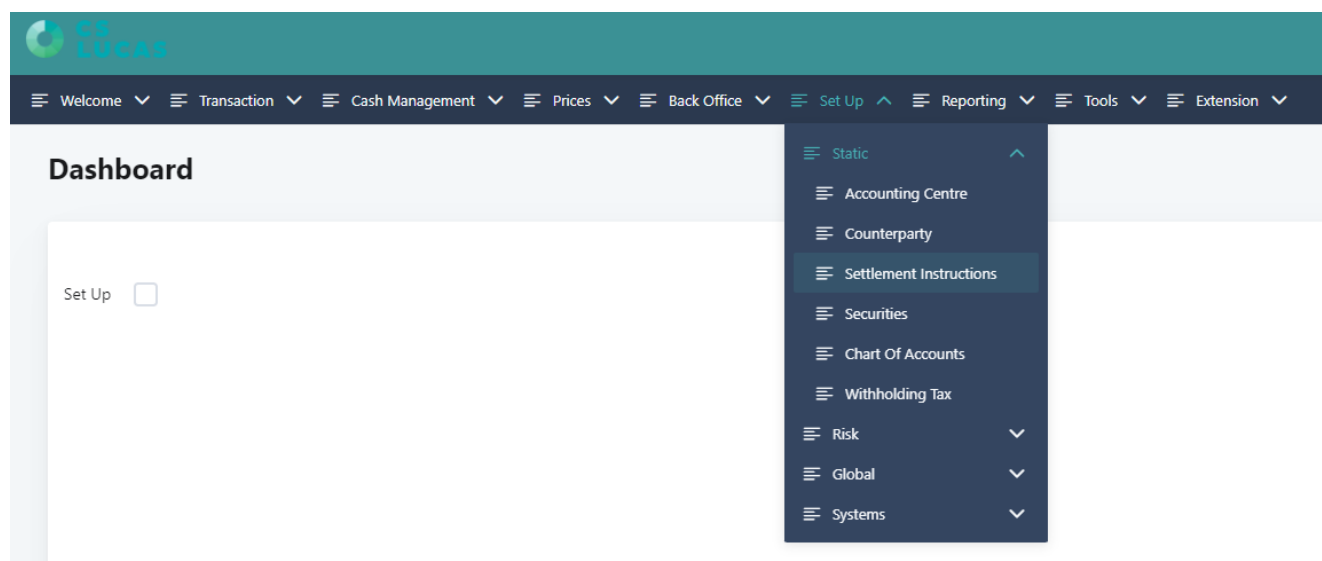 CS
LUCAS
Welcome Transaction Cash Management Prices Back Office Set Up Reporting Tools Extension
Dashboard
Static
Accounting Centre
Counterparty
Settlement Instructions
Set Up
Securities
Chart Of Accounts
Withholding Tax
Risk
Global
Systems